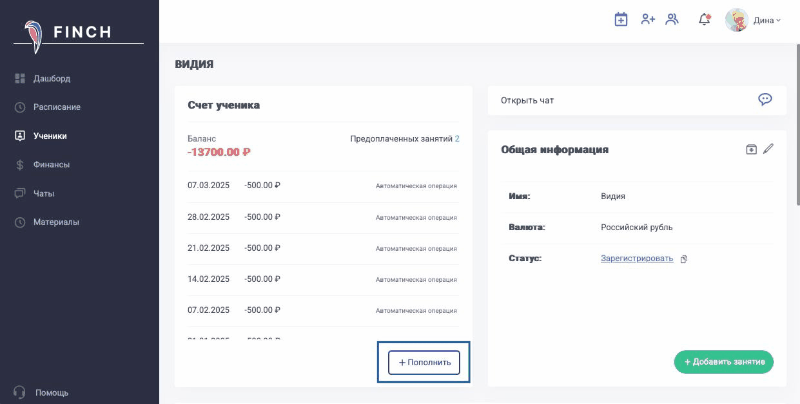 FINCH
Дина
Дашборд
Расписание
Ученики
Финансы
Чаты
Материалы
Помощь
ВИДИЯ
Счет ученика
Баланс
Предоплаченных занятий 2
-13700.00 ₽
07.03.2025 -500.00 ₽ Автоматическая операция
28.02.2025 -500.00 ₽ Автоматическая операция
21.02.2025 -500.00 ₽ Автоматическая операция
14.02.2025 -500.00 ₽ Автоматическая операция
07.02.2025 -500.00 ₽ Автоматическая операция
+ Пополнить
Открыть чат
Общая информация
Имя: Видия
Валюта: Российский рубль
Статус: Зарегистрировать
+ Добавить занятие